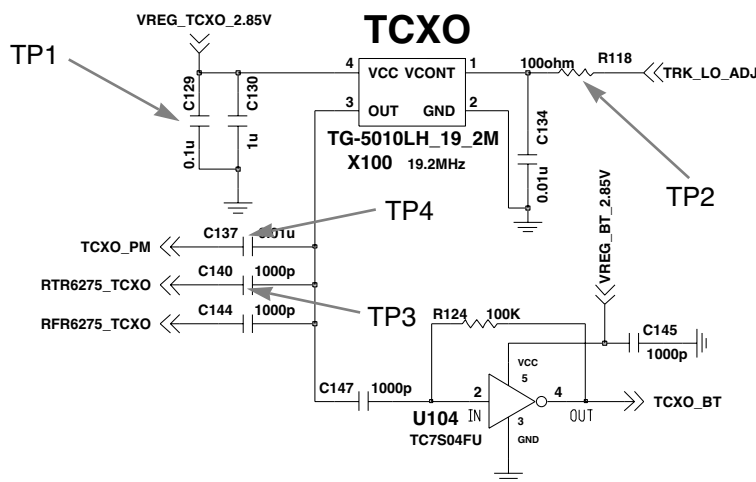 VREG_TCXO_2.85V
TCXO
TP1
C129
C130
0.1u
1u
4 VCC VCONT 1
3 OUT GND 2
TG-5010LH_19_2M
X100 19.2MHz
100ohm R118
TRK_LO_ADJ
C134
0.01u
TP2
TP4
VREG_BT_2.85V
TCXO_PM C137 0.01u
RTR6275_TCXO C140 1000p
RFR6275_TCXO C144 1000p
TP3
R124 100K
C145
1000p
VCC
5
C147 1000p
2 IN
4 OUT
TCXO_BT
U104
TC7S04FU
3
GND